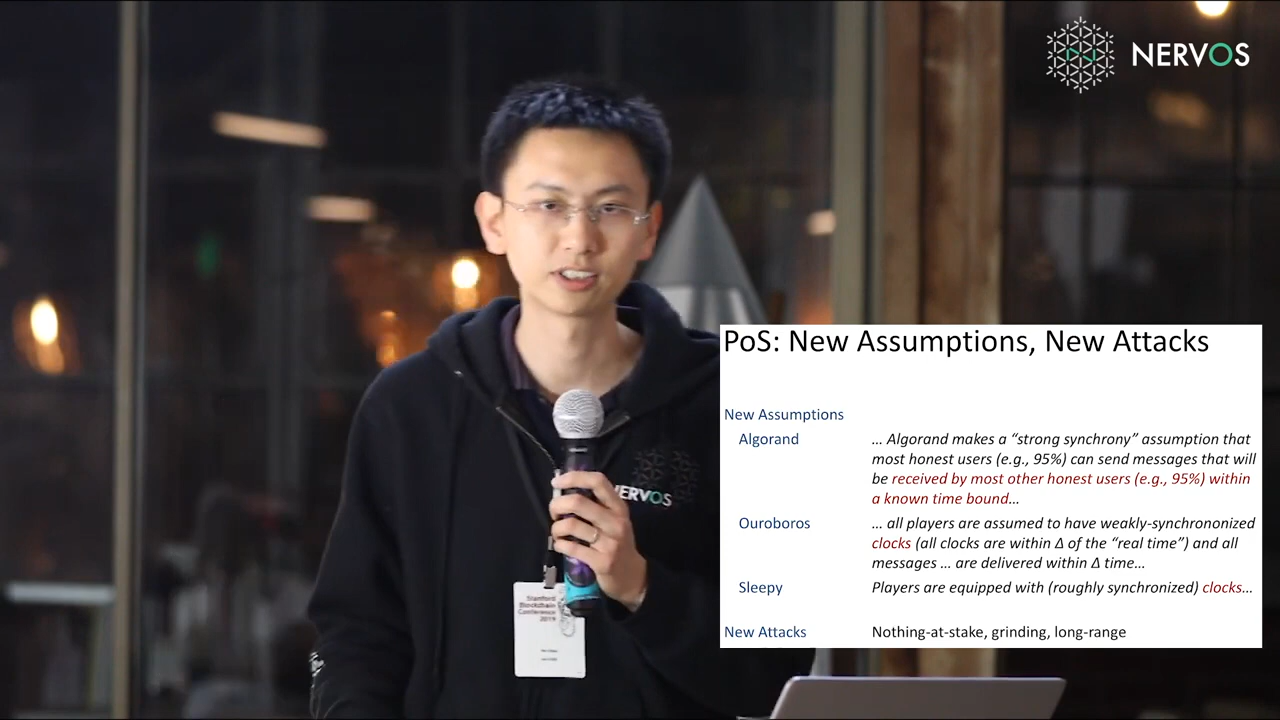 NERVOS
PoS: New Assumptions, New Attacks
New Assumptions
Algorand
… Algorand makes a “strong synchrony” assumption that
most honest users (e.g., 95%) can send messages that will
be received by most other honest users (e.g., 95%) within
a known time bound…
Ouroboros
… all players are assumed to have weakly-synchrononized
clocks (all clocks are within Δ of the “real time”) and all
messages … are delivered within Δ time…
Sleepy
Players are equipped with (roughly synchronized) clocks…
New Attacks
Nothing-at-stake, grinding, long-range
NERVOS
Stanford
Blockchain
Conference
2019